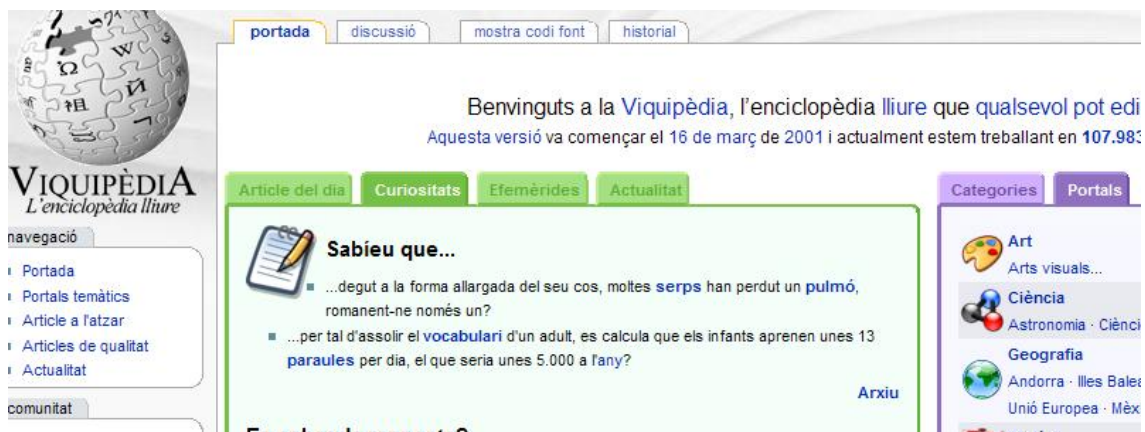 portada
discussió
mostra codi font
historial
Benvinguts a la Viquipèdia, l'enciclopèdia lliure que qualsevol pot edi
Aquesta versió va començar el 16 de març de 2001 i actualment estem treballant en 107.983
VIQUIPÈDIA
L'enciclopèdia lliure
navegació
Portada
Portals temàtics
Article a l'atzar
Articles de qualitat
Actualitat
comunitat
Article del dia
Curiositats
Efemèrides
Actualitat
Sabíeu que...
...degut a la forma allargada del seu cos, moltes serps han perdut un pulmó,
romanent-ne només un?
...per tal d'assolir el vocabulari d'un adult, es calcula que els infants aprenen unes 13
paraules per dia, el que seria unes 5.000 a l'any?
Arxiu
Categories
Portals
Art
Arts visuals...
Ciència
Astronomia · Ciènci
Geografia
Andorra · Illes Balea
Unió Europea · Mèx